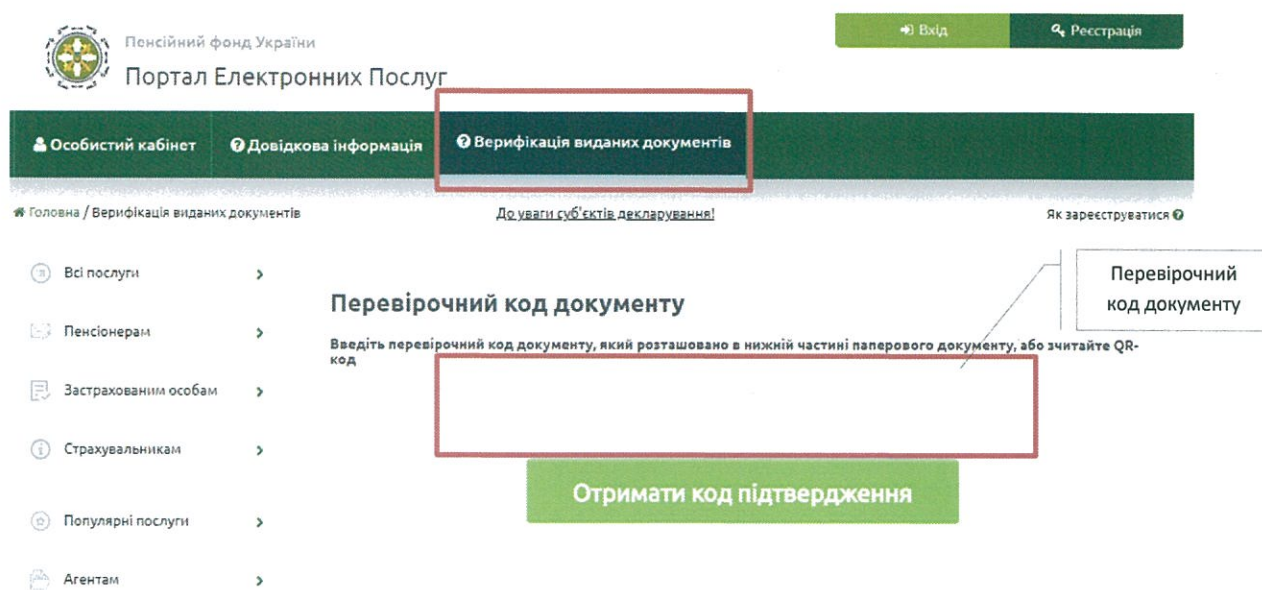 Пенсійний фонд України
Портал Електронних Послуг
Вхід
Реєстрація
Особистий кабінет
Довідкова інформація
Верифікація виданих документів
Головна / Верифікація виданих документів
До уваги суб'єктів декларування!
Як зареєструватися
Всі послуги
Пенсіонерам
Застрахованим особам
Страхувальникам
Популярні послуги
Агентам
Перевірочний код документу
Введіть перевірочний код документу, який розташовано в нижній частині паперового документу, або зчитайте QR-
код
Отримати код підтвердження
Перевірочний
код документу